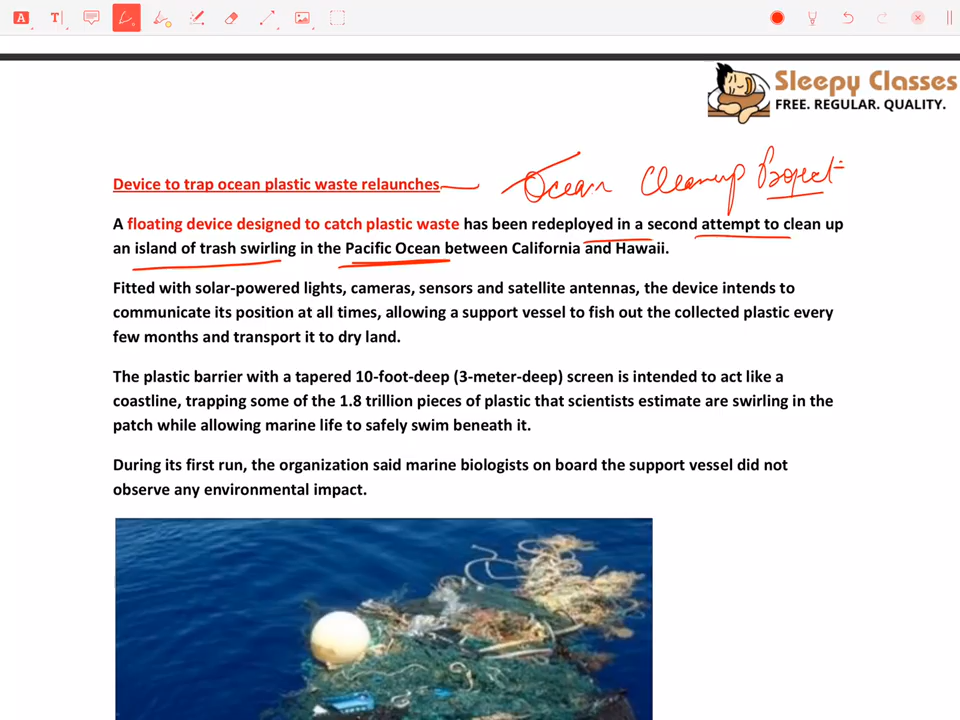 A T
Sleepy Classes
FREE. REGULAR. QUALITY.
Device to trap ocean plastic waste relaunches
Ocean Cleanup Project
A floating device designed to catch plastic waste has been redeployed in a second attempt to clean up
an island of trash swirling in the Pacific Ocean between California and Hawaii.
Fitted with solar-powered lights, cameras, sensors and satellite antennas, the device intends to
communicate its position at all times, allowing a support vessel to fish out the collected plastic every
few months and transport it to dry land.
The plastic barrier with a tapered 10-foot-deep (3-meter-deep) screen is intended to act like a
coastline, trapping some of the 1.8 trillion pieces of plastic that scientists estimate are swirling in the
patch while allowing marine life to safely swim beneath it.
During its first run, the organization said marine biologists on board the support vessel did not
observe any environmental impact.